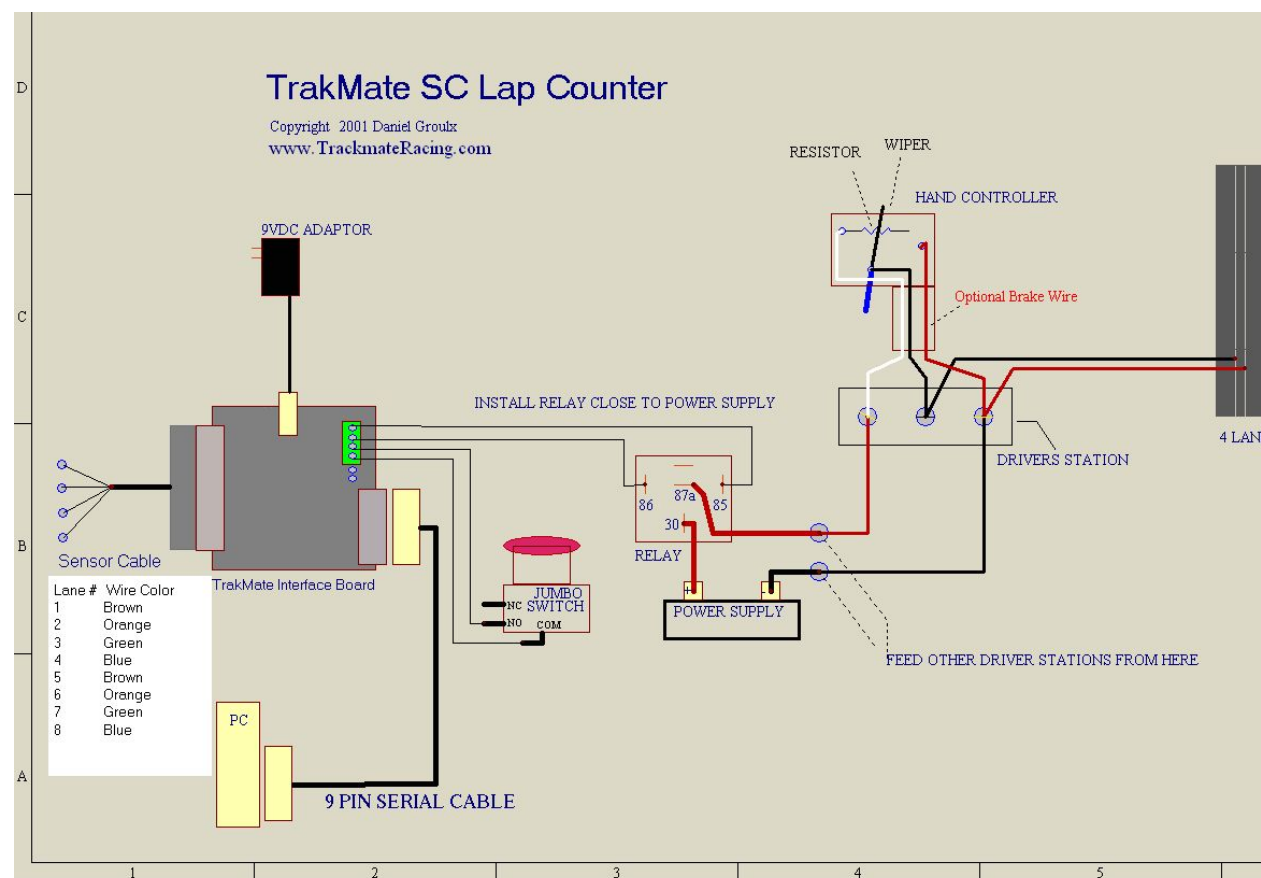 D
TrakMate SC Lap Counter
Copyright 2001 Daniel Groulx
www.TrackmateRacing.com
RESISTOR
WIPER
HAND CONTROLLER
9VDC ADAPTOR
C
Optional Brake Wire
INSTALL RELAY CLOSE TO POWER SUPPLY
4 LAN
DRIVERS STATION
86
87a
85
30
B
RELAY
Sensor Cable
TrakMate Interface Board
Lane # Wire Color
1 Brown
2 Orange
3 Green
4 Blue
5 Brown
6 Orange
7 Green
8 Blue
JUMBO
NC SWITCH
NO COM
+ -
POWER SUPPLY
FEED OTHER DRIVER STATIONS FROM HERE
PC
A
9 PIN SERIAL CABLE
1 2 3 4 5